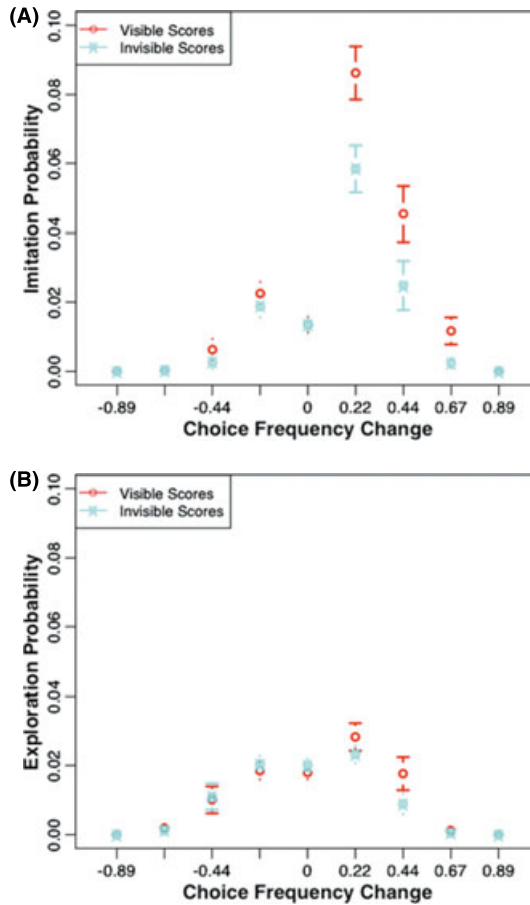 (A)
Visible Scores
Invisible Scores
Imitation Probability
0.00 0.02 0.04 0.06 0.08 0.10
-0.89 -0.44 0 0.22 0.44 0.67 0.89
Choice Frequency Change
(B)
Visible Scores
Invisible Scores
Exploration Probability
0.00 0.02 0.04 0.06 0.08 0.10
-0.89 -0.44 0 0.22 0.44 0.67 0.89
Choice Frequency Change